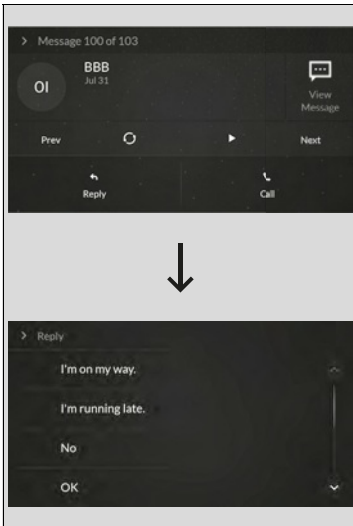 > Message 100 of 103
OI
BBB
Jul 31
View
Message
Prev
Next
Reply
Call
> Reply
I'm on my way.
I'm running late.
No
OK